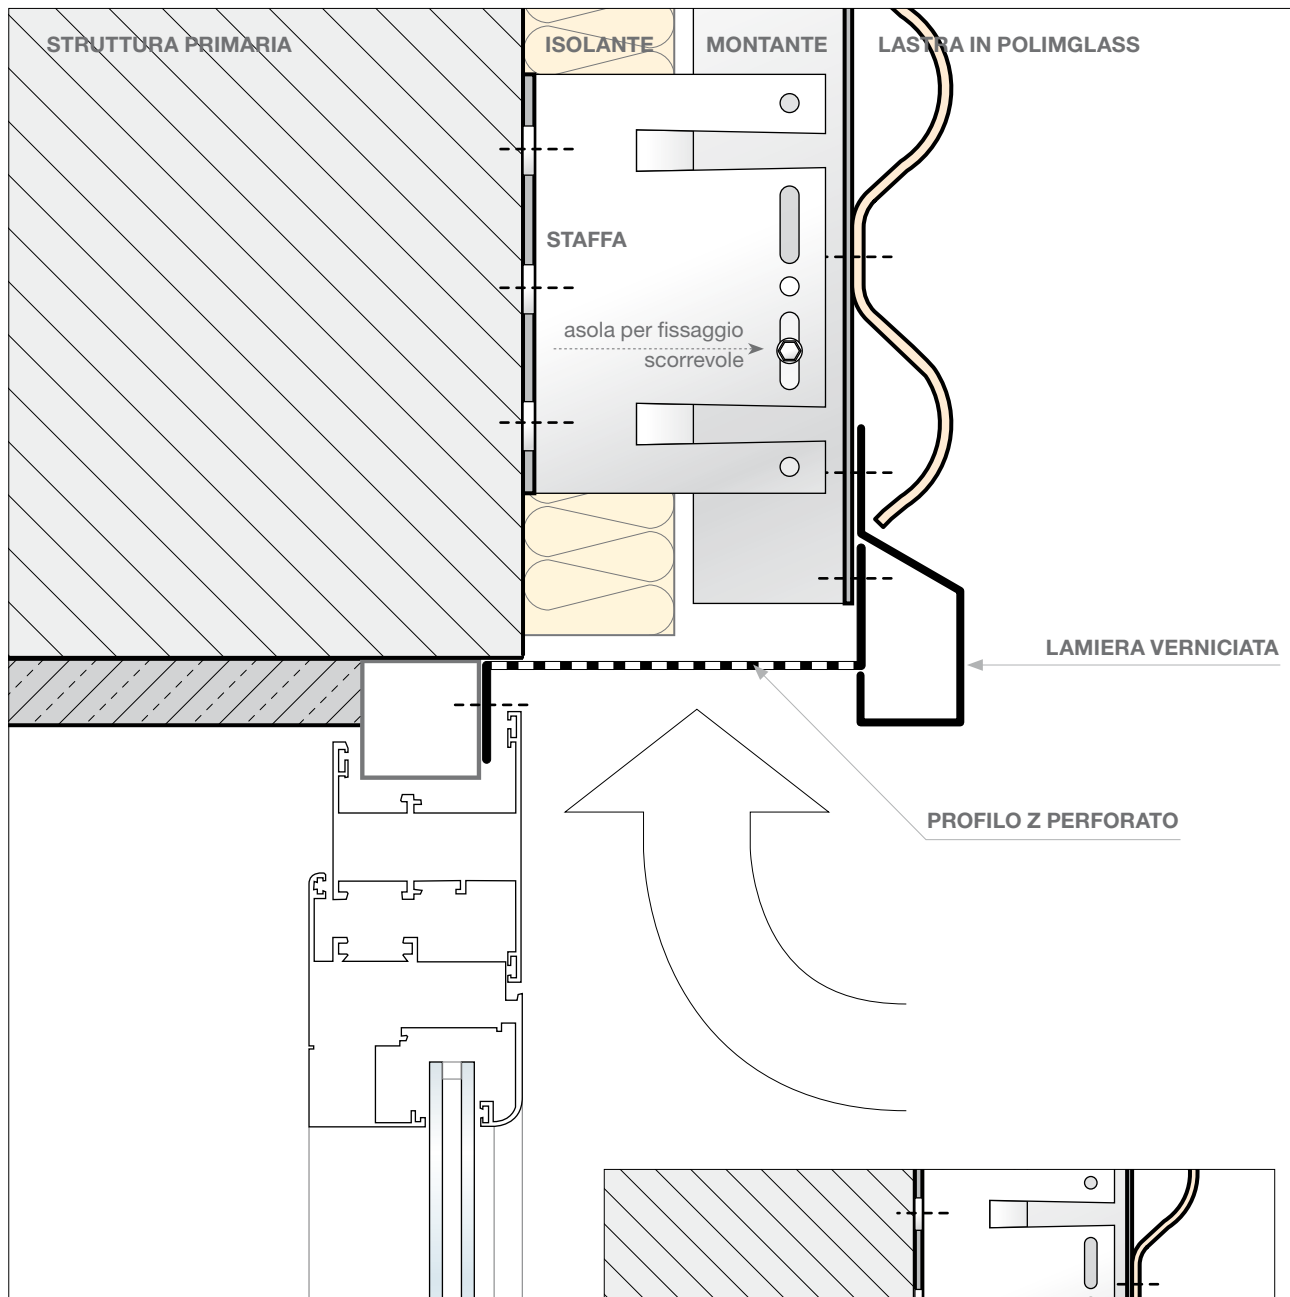 STRUTTURA PRIMARIA
ISOLANTE
MONTANTE
LASTRA IN POLIMGLASS
STAFFA
asola per fissaggio
scorrevole
LAMIERA VERNICIATA
PROFILO Z PERFORATO